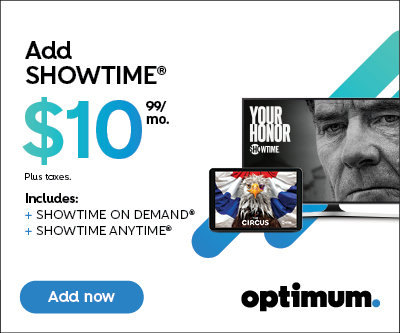 Add
SHOWTIME®
$10 99/
mo.
Plus taxes.
Includes:
+ SHOWTIME ON DEMAND®
+ SHOWTIME ANYTIME®
YOUR
HONOR
SHOWTIME
THE
CIRCUS
Add now
optimum.